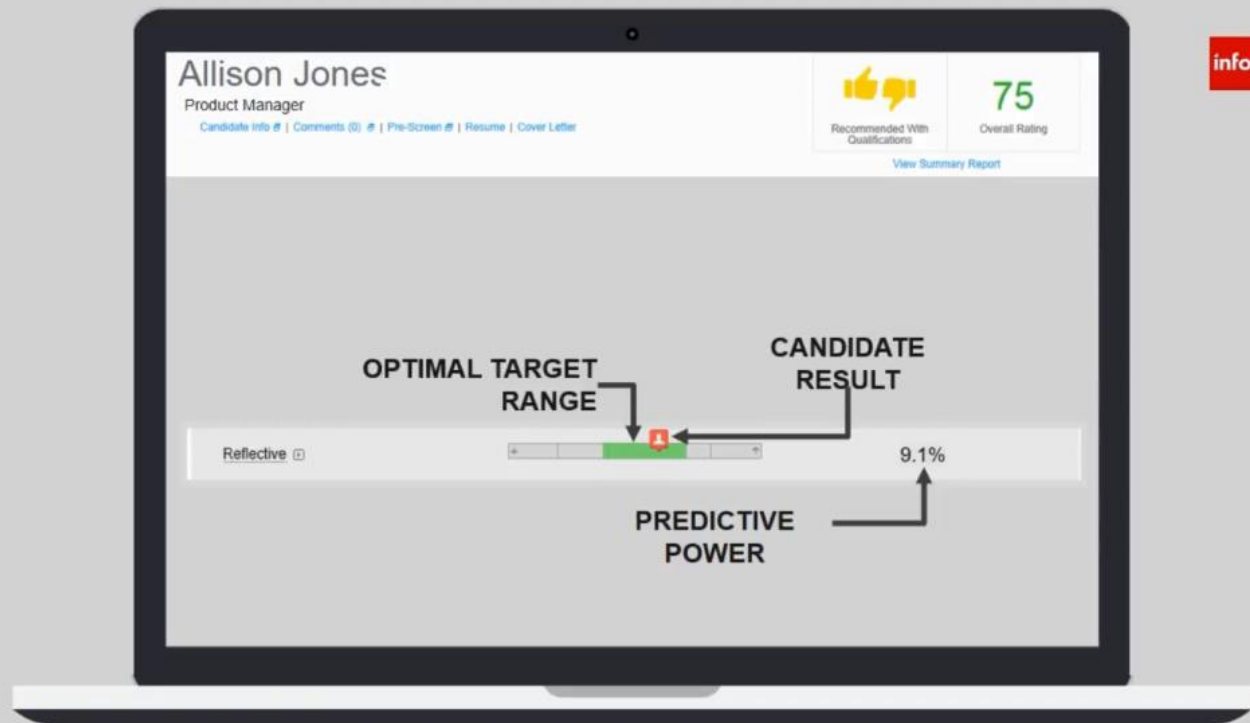 info
Allison Jones
Product Manager
Candidate Info | Comments (0) | Pre-Screen | Resume | Cover Letter
Recommended With
Qualifications
75
Overall Rating
View Summary Report
OPTIMAL TARGET
RANGE
CANDIDATE
RESULT
Reflective
9.1%
PREDICTIVE
POWER